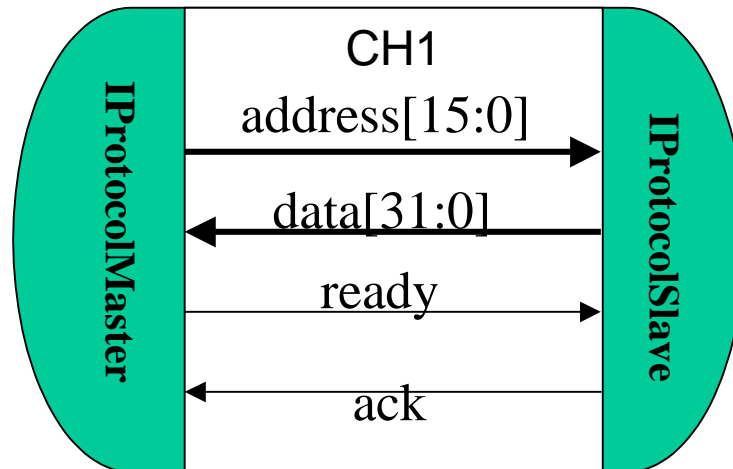 CH1
IProtocolMaster
address[15:0]
data[31:0]
ready
ack
IProtocolSlave